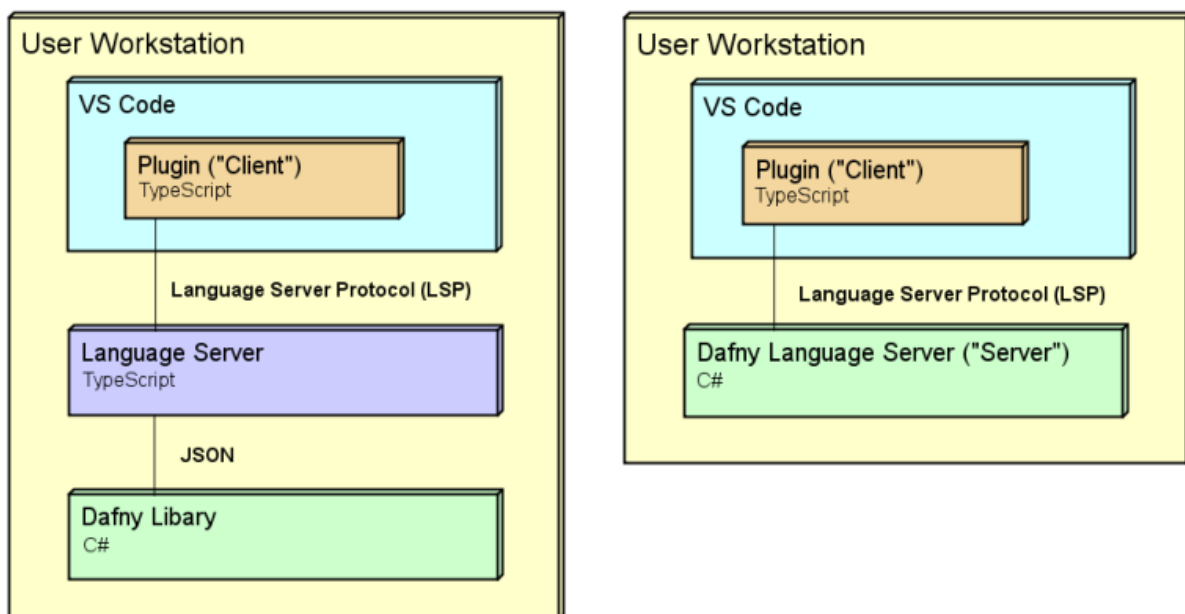 User Workstation
VS Code
Plugin ("Client")
TypeScript
Language Server Protocol (LSP)
Language Server
TypeScript
JSON
Dafny Libary
C#
User Workstation
VS Code
Plugin ("Client")
TypeScript
Language Server Protocol (LSP)
Dafny Language Server ("Server")
C#